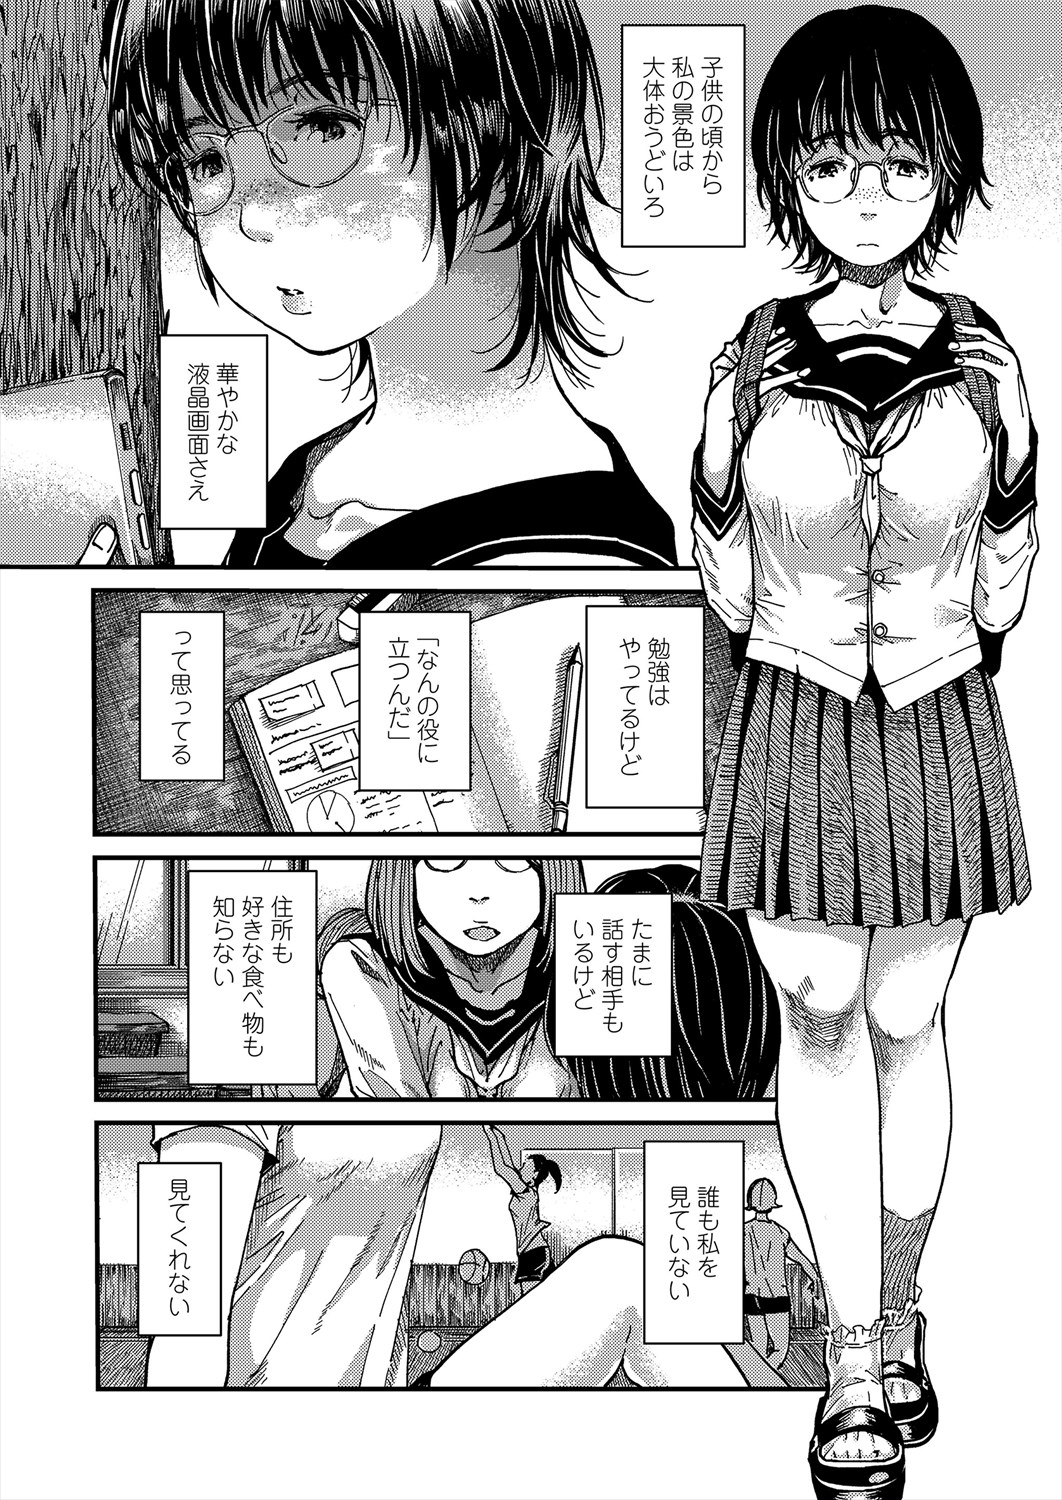 子供の頃から
私の景色は
大体おうどいろ
華やかな
液晶画面さえ
勉強は
やってるけど
「なんの役に
立つんだ」
って思ってる
たまに
話す相手も
いるけど
住所も
好きな食べ物も
知らない
誰も私を
見ていない
見てくれない